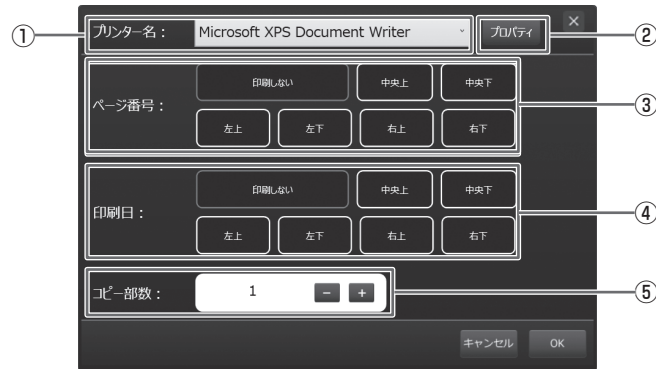 ① プリンター名： Microsoft XPS Document Writer プロパティ × ②
ページ番号： 印刷しない 中央上 中央下 ③
左上 左下 右上 右下
印刷日： 印刷しない 中央上 中央下 ④
左上 左下 右上 右下
コピー部数： 1 − + ⑤
キャンセル OK